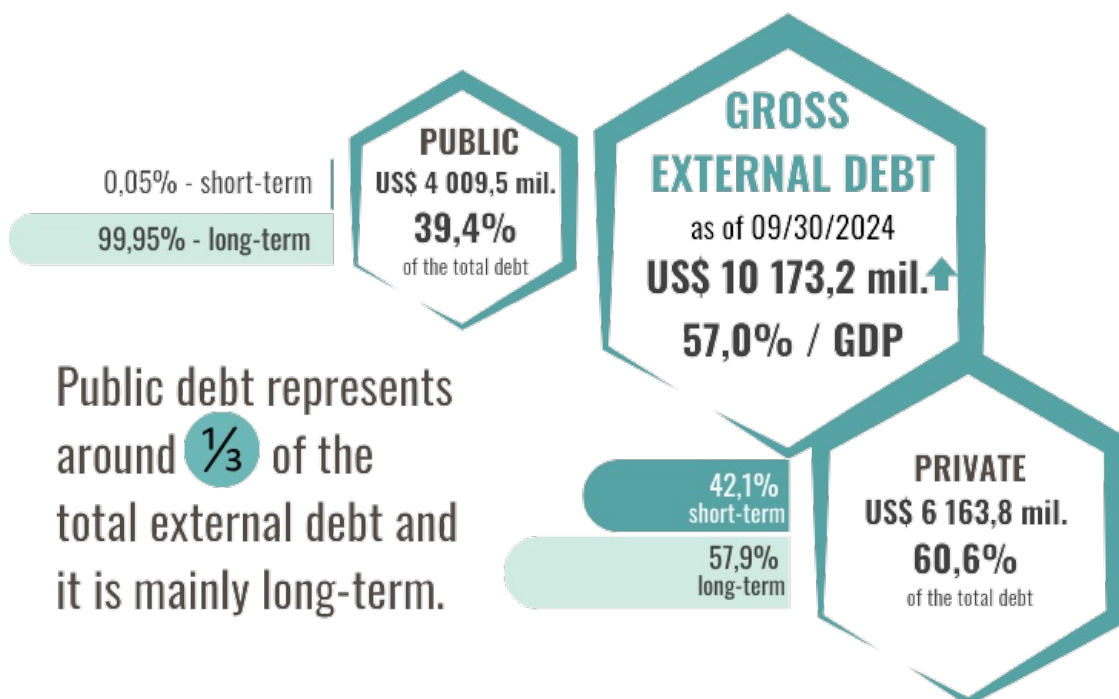 GROSS
EXTERNAL DEBT
as of 09/30/2024
US$ 10 173,2 mil.
57,0% / GDP
PUBLIC
US$ 4 009,5 mil.
39,4%
of the total debt
0,05% - short-term
99,95% - long-term
Public debt represents
around ⅓ of the
total external debt and
it is mainly long-term.
PRIVATE
US$ 6 163,8 mil.
60,6%
of the total debt
42,1%
short-term
57,9%
long-term